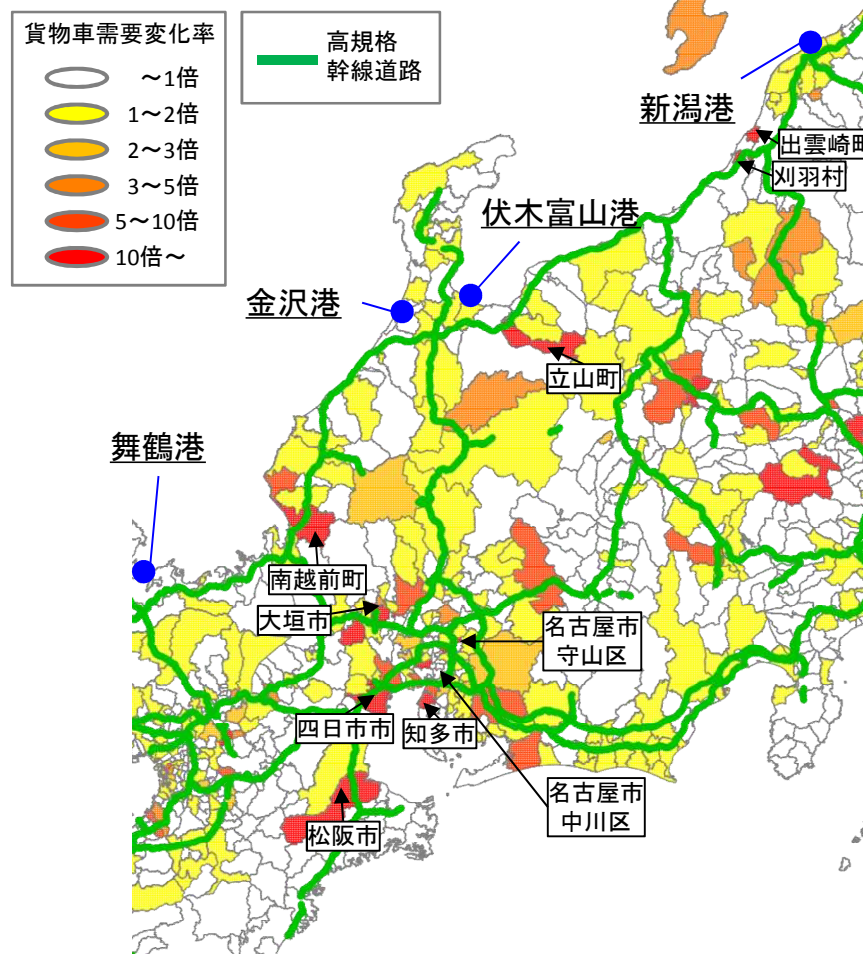 貨物車需要変化率
～1倍
1～2倍
2～3倍
3～5倍
5～10倍
10倍～
高規格
幹線道路
新潟港
出雲崎町
刈羽村
伏木富山港
金沢港
立山町
舞鶴港
南越前町
大垣市
名古屋市
守山区
四日市市
知多市
名古屋市
中川区
松阪市